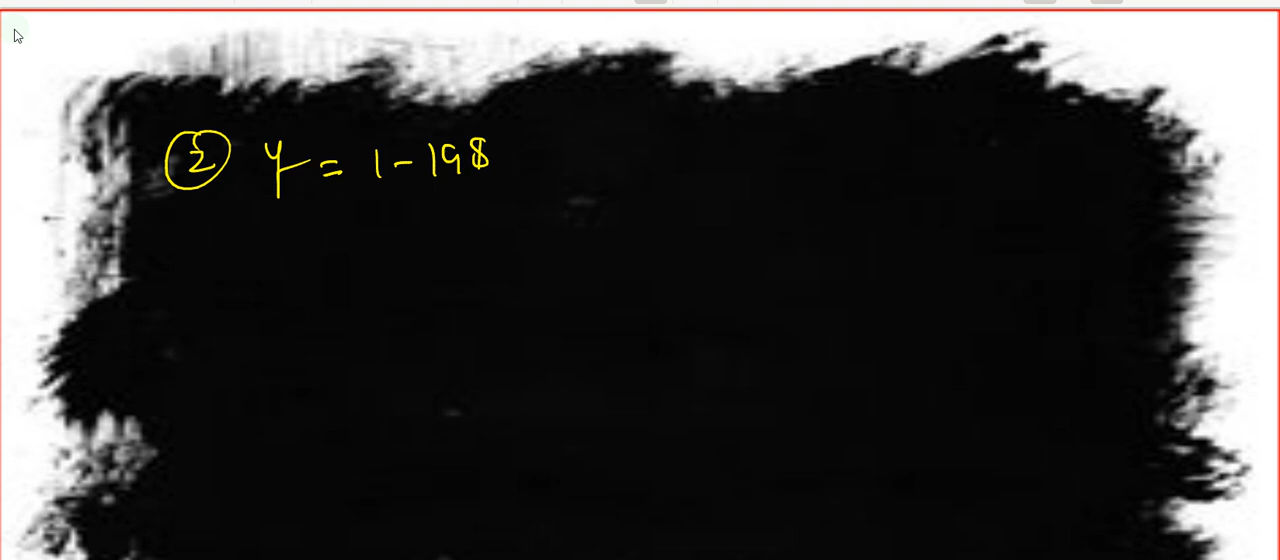 ② y = 1 - 198